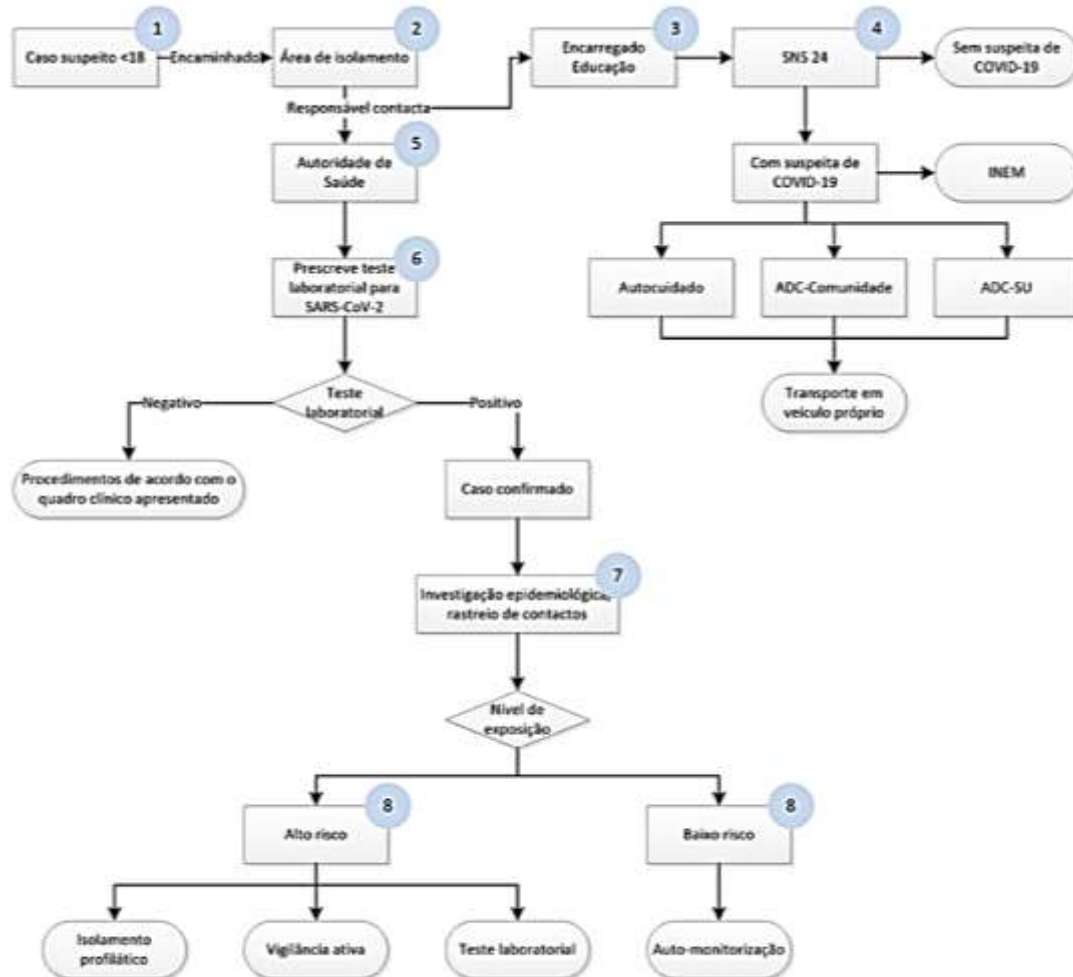 1
Caso suspeito <18
Encaminhado
2
Área de isolamento
3
Encarregado
Educação
4
SNS 24
Sem suspeita de
COVID-19
Responsável contacta
5
Autoridade de
Saúde
Com suspeita de
COVID-19
INEM
6
Prescreve teste
laboratorial para
SARS-CoV-2
Autocuidado
ADC-Comunidade
ADC-SU
Teste
laboratorial
Negativo
Positivo
Transporte em
veículo próprio
Procedimentos de acordo com o
quadro clínico apresentado
Caso confirmado
7
Investigação epidemiológica,
rastreio de contactos
Nível de
exposição
8
Alto risco
8
Baixo risco
Isolamento
profilático
Vigilância ativa
Teste laboratorial
Auto-monitorização